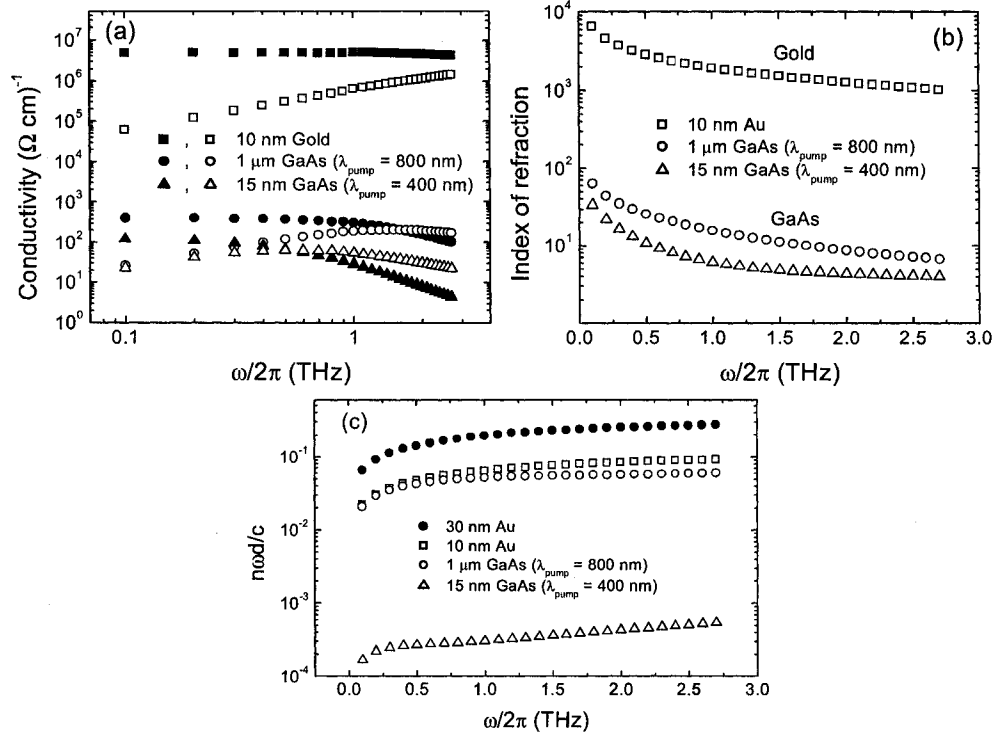 (a)
10⁷
10⁶
10⁵
10⁴
10³
10²
10¹
10⁰
Conductivity (Ω cm)⁻¹
10 nm Gold
1 μm GaAs (λpump = 800 nm)
15 nm GaAs (λpump = 400 nm)
0.1
1
ω/2π (THz)
(b)
10⁴
10³
10²
10¹
Index of refraction
Gold
10 nm Au
1 μm GaAs (λpump = 800 nm)
15 nm GaAs (λpump = 400 nm)
GaAs
0.0 0.5 1.0 1.5 2.0 2.5 3.0
ω/2π (THz)
(c)
10⁻¹
10⁻²
10⁻³
10⁻⁴
nωd/c
30 nm Au
10 nm Au
1 μm GaAs (λpump = 800 nm)
15 nm GaAs (λpump = 400 nm)
0.0 0.5 1.0 1.5 2.0 2.5 3.0
ω/2π (THz)